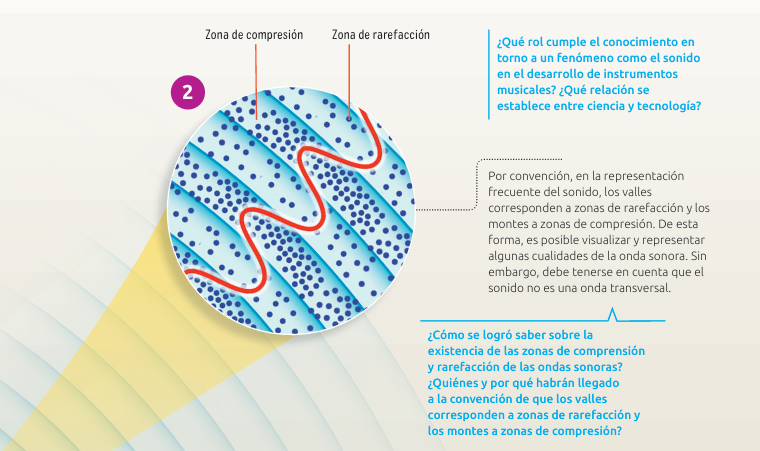 Zona de compresión
Zona de rarefacción
2
¿Qué rol cumple el conocimiento en
torno a un fenómeno como el sonido
en el desarrollo de instrumentos
musicales? ¿Qué relación se
establece entre ciencia y tecnología?
Por convención, en la representación
frecuente del sonido, los valles
corresponden a zonas de rarefacción y los
montes a zonas de compresión. De esta
forma, es posible visualizar y representar
algunas cualidades de la onda sonora. Sin
embargo, debe tenerse en cuenta que el
sonido no es una onda transversal.
¿Cómo se logró saber sobre la
existencia de las zonas de comprensión
y rarefacción de las ondas sonoras?
¿Quiénes y por qué habrán llegado
a la convención de que los valles
corresponden a zonas de rarefacción y
los montes a zonas de compresión?